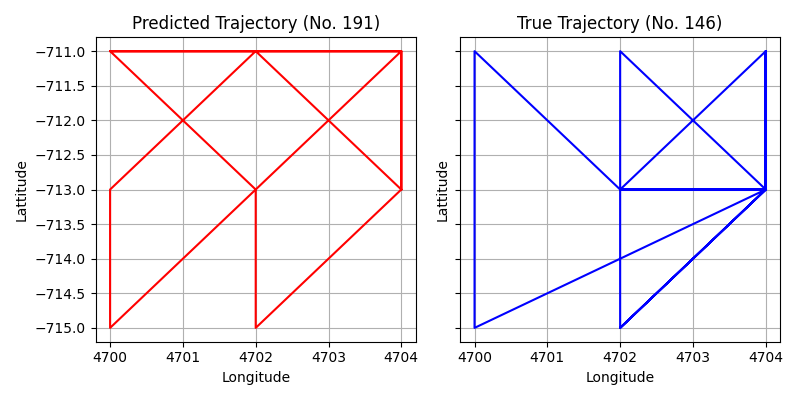 Predicted Trajectory (No. 191)
True Trajectory (No. 146)
−711.0
−711.5
−712.0
−712.5
−713.0
−713.5
−714.0
−714.5
−715.0
Lattitude
Lattitude
4700 4701 4702 4703 4704
4700 4701 4702 4703 4704
Longitude
Longitude